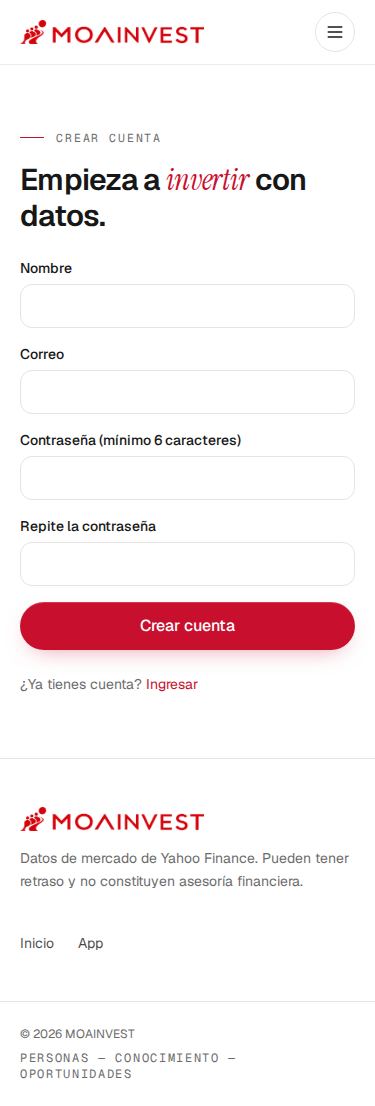 MOAINVEST
CREAR CUENTA
Empieza a invertir con
datos.
Nombre
Correo
Contraseña (mínimo 6 caracteres)
Repite la contraseña
Crear cuenta
¿Ya tienes cuenta? Ingresar
MOAINVEST
Datos de mercado de Yahoo Finance. Pueden tener
retraso y no constituyen asesoría financiera.
Inicio App
© 2026 MOAINVEST
PERSONAS — CONOCIMIENTO —
OPORTUNIDADES